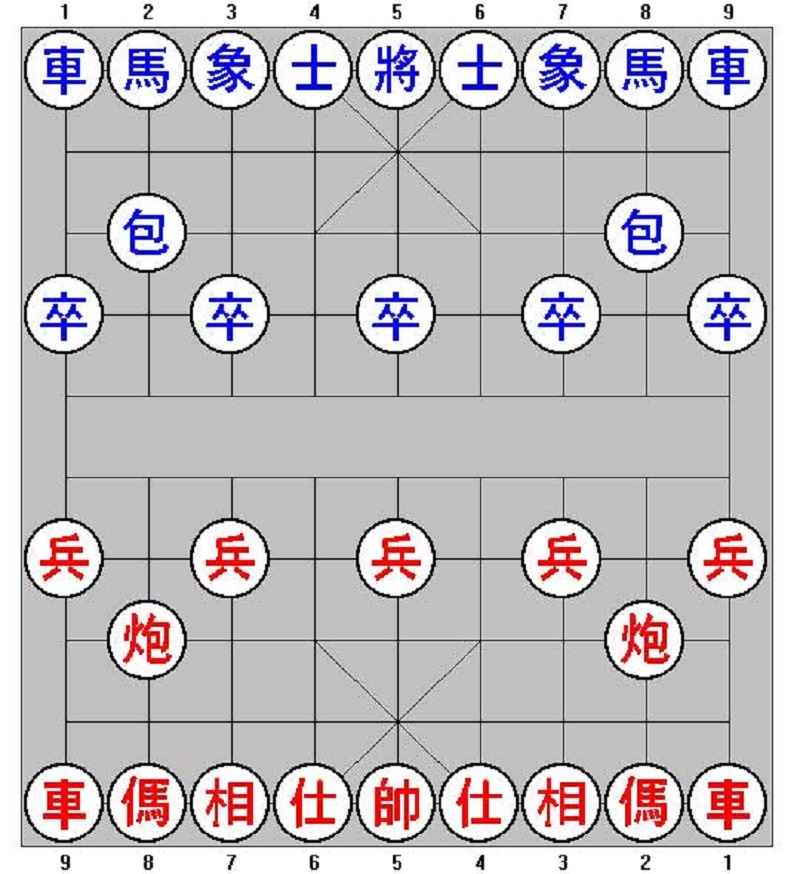 1 2 3 4 5 6 7 8 9
車 馬 象 士 將 士 象 馬 車
包 包
卒 卒 卒 卒 卒
兵 兵 兵 兵 兵
炮 炮
車 傌 相 仕 帥 仕 相 傌 車
9 8 7 6 5 4 3 2 1